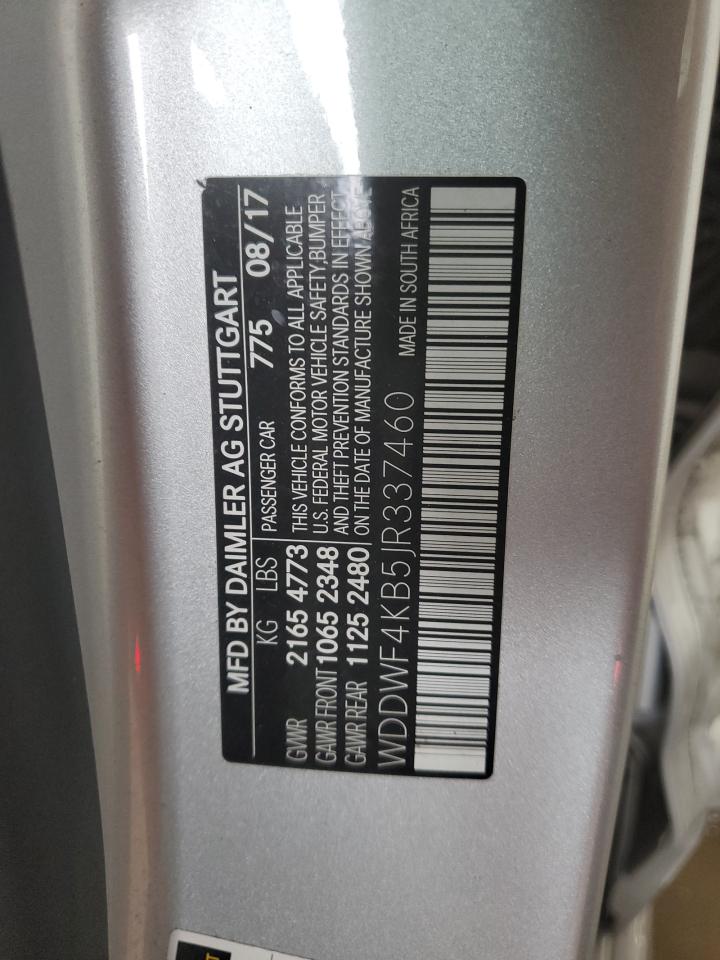 MFD BY DAIMLER AG STUTTGART
KG LBS PASSENGER CAR 775 08/17
GVWR 2165 4773 THIS VEHICLE CONFORMS TO ALL APPLICABLE
GAWR FRONT 1065 2348 U.S. FEDERAL MOTOR VEHICLE SAFETY,BUMPER
GAWR REAR 1125 2480 AND THEFT PREVENTION STANDARDS IN EFFECT
ON THE DATE OF MANUFACTURE SHOWN ABOVE
WDDWF4KB5JR337460 MADE IN SOUTH AFRICA